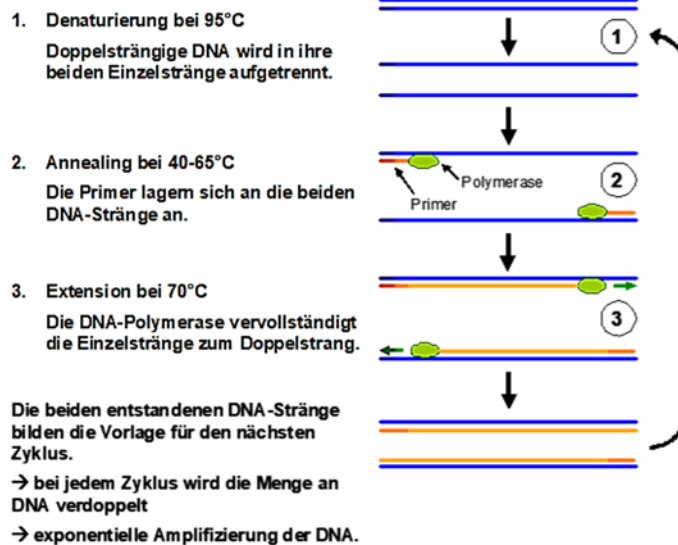 1. Denaturierung bei 95°C
Doppelsträngige DNA wird in ihre
beiden Einzelstränge aufgetrennt.
1
2. Annealing bei 40-65°C
Die Primer lagern sich an die beiden
DNA-Stränge an.
Polymerase
Primer
2
3. Extension bei 70°C
Die DNA-Polymerase vervollständigt
die Einzelstränge zum Doppelstrang.
3
Die beiden entstandenen DNA-Stränge
bilden die Vorlage für den nächsten
Zyklus.
→ bei jedem Zyklus wird die Menge an
DNA verdoppelt
→ exponentielle Amplifizierung der DNA.